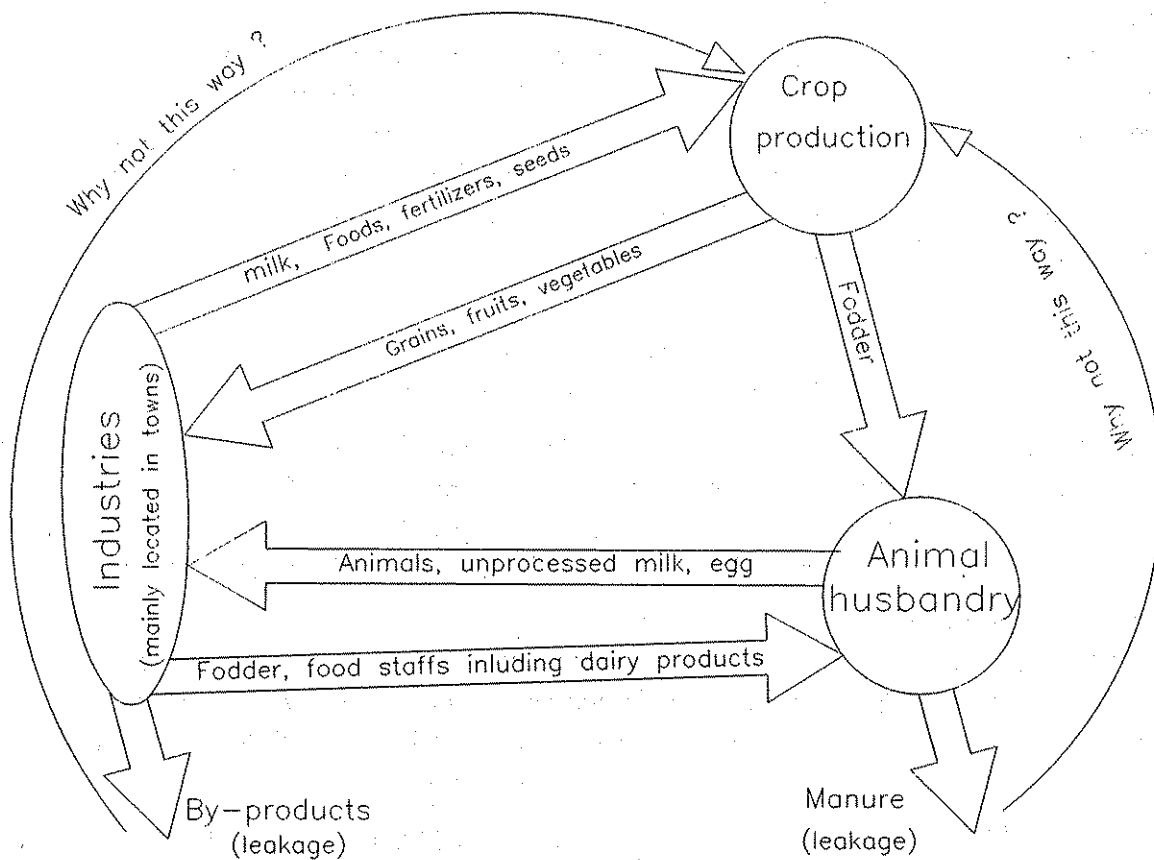 Why not this way ?
Crop
production
milk, Foods, fertilizers, seeds
Grains, fruits, vegetables
Fodder
Why not this way ?
Industries
(mainly located in towns)
Animals, unprocessed milk, egg
Animal
husbandry
Fodder, food staffs inluding dairy products
By-products
(leakage)
Manure
(leakage)